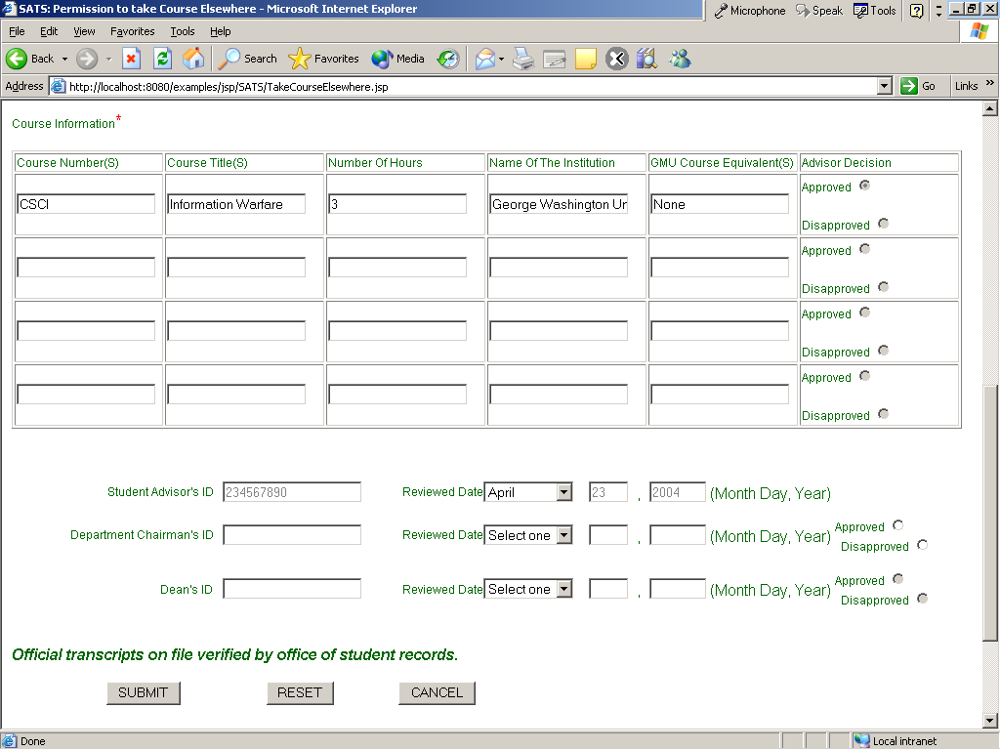 SATS: Permission to take Course Elsewhere - Microsoft Internet Explorer
Microphone Speak Tools
File Edit View Favorites Tools Help
Back Search Favorites Media
Address http://localhost:8080/examples/jsp/SATS/TakeCourseElsewhere.jsp Go Links »
Course Information*
Course Number(S) Course Title(S) Number Of Hours Name Of The Institution GMU Course Equivalent(S) Advisor Decision
Approved
CSCI Information Warfare 3 George Washington Un None
Disapproved
Approved
Disapproved
Approved
Disapproved
Approved
Disapproved
Student Advisor's ID 234567890 Reviewed Date April 23 , 2004 (Month Day, Year)
Department Chairman's ID Reviewed Date Select one , (Month Day, Year) Approved
Disapproved
Dean's ID Reviewed Date Select one , (Month Day, Year) Approved
Disapproved
Official transcripts on file verified by office of student records.
SUBMIT RESET CANCEL
Done Local intranet